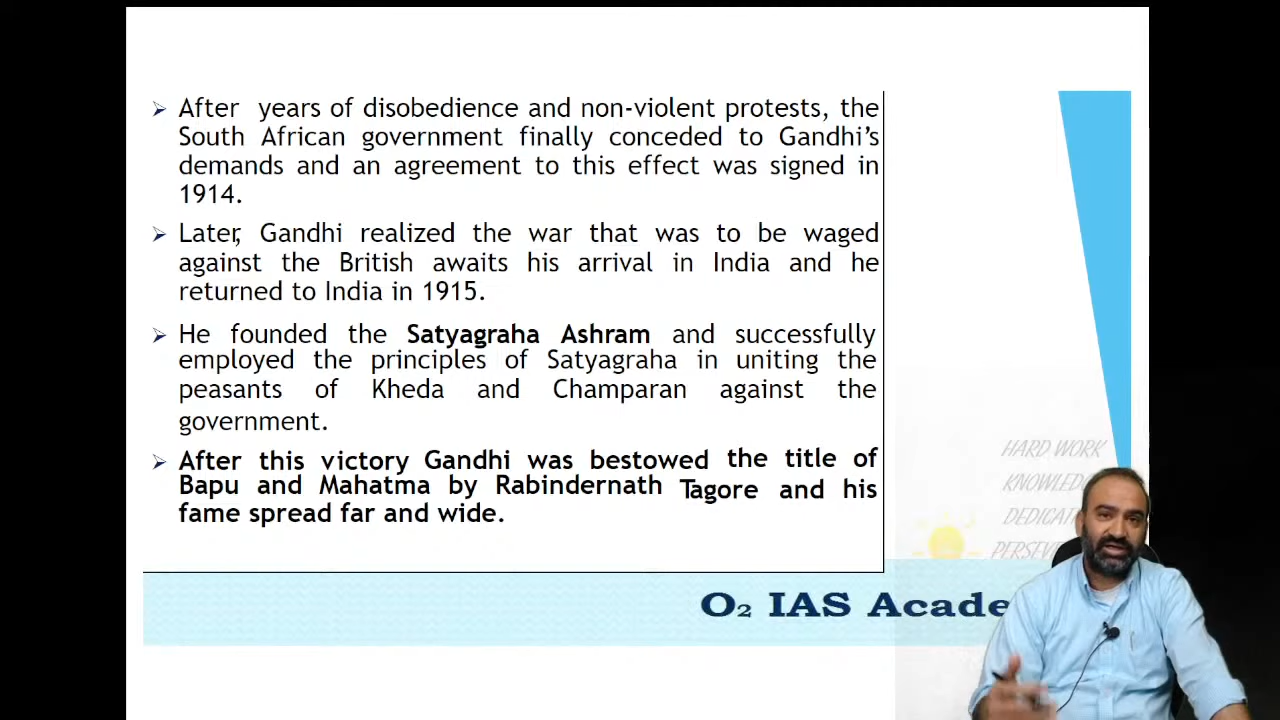 After years of disobedience and non-violent protests, the
South African government finally conceded to Gandhi's
demands and an agreement to this effect was signed in
1914.
Later, Gandhi realized the war that was to be waged
against the British awaits his arrival in India and he
returned to India in 1915.
He founded the Satyagraha Ashram and successfully
employed the principles of Satyagraha in uniting the
peasants of Kheda and Champaran against the
government.
After this victory Gandhi was bestowed the title of
Bapu and Mahatma by Rabindernath Tagore and his
fame spread far and wide.
HARD WORK
O₂ IAS